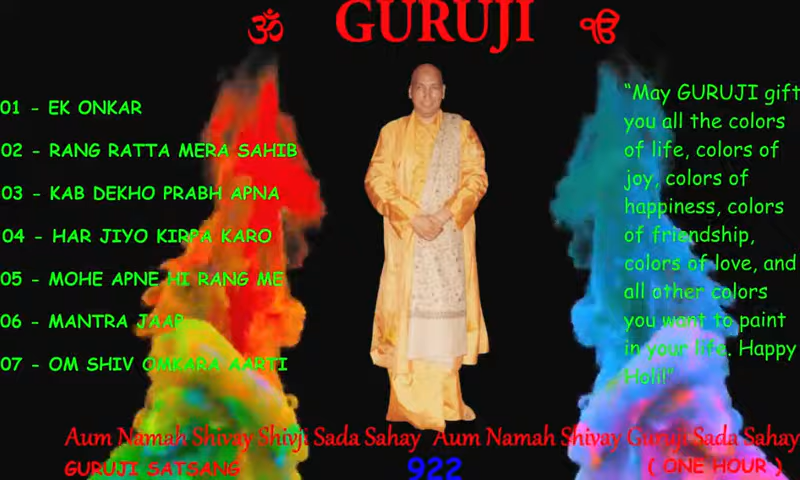 ॐ GURUJI ੴ
01 - EK ONKAR
02 - RANG RATTA MERA SAHIB
03 - KAB DEKHO PRABH APNA
04 - HAR JIYO KIRPA KARO
05 - MOHE APNE HI RANG ME
06 - MANTRA JAAP
07 - OM SHIV OMKARA AARTI
“May GURUJI gift
you all the colors
of life, colors of
joy, colors of
happiness, colors
of friendship,
colors of love, and
all other colors
you want to paint
in your life. Happy
Holi!”
Aum Namah Shivay Shivji Sada Sahay Aum Namah Shivay Guruji Sada Sahay
GURUJI SATSANG 922 ( ONE HOUR )